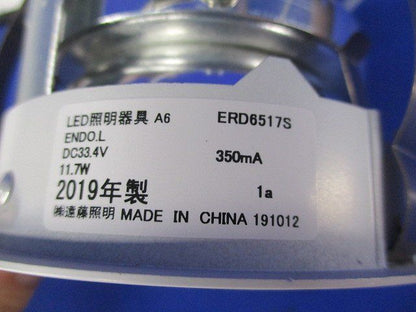 LED照明器具 A6 ERD6517S
ENDO.L
DC33.4V 350mA
11.7W
2019年製 1a
㈱遠藤照明 MADE IN CHINA 191012